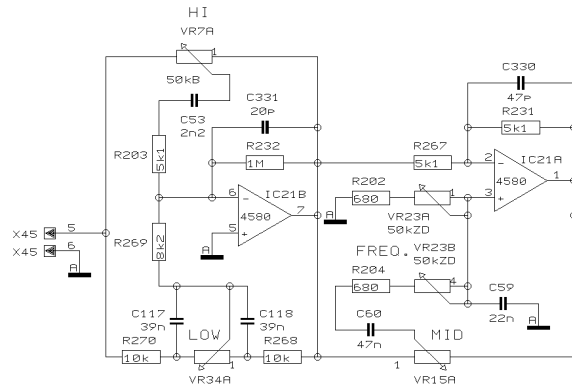 HI
VR7A
1
50kB
C53
2n2
C331
20p
C330
47p
R231
5k1
R203
5k1
R232
1M
R267
5k1
2
IC21A
4580
1
3
R202
680
1
A
VR23A
50kZD
6
IC21B
4580
7
5
A
X45
5
X45
6
A
R269
8k2
FREQ.
VR23B
50kZD
R204
680
4
C59
22n
A
C60
47n
C117
39n
C118
39n
LOW
MID
R270
10k
1
R268
10k
1
VR34A
VR15A